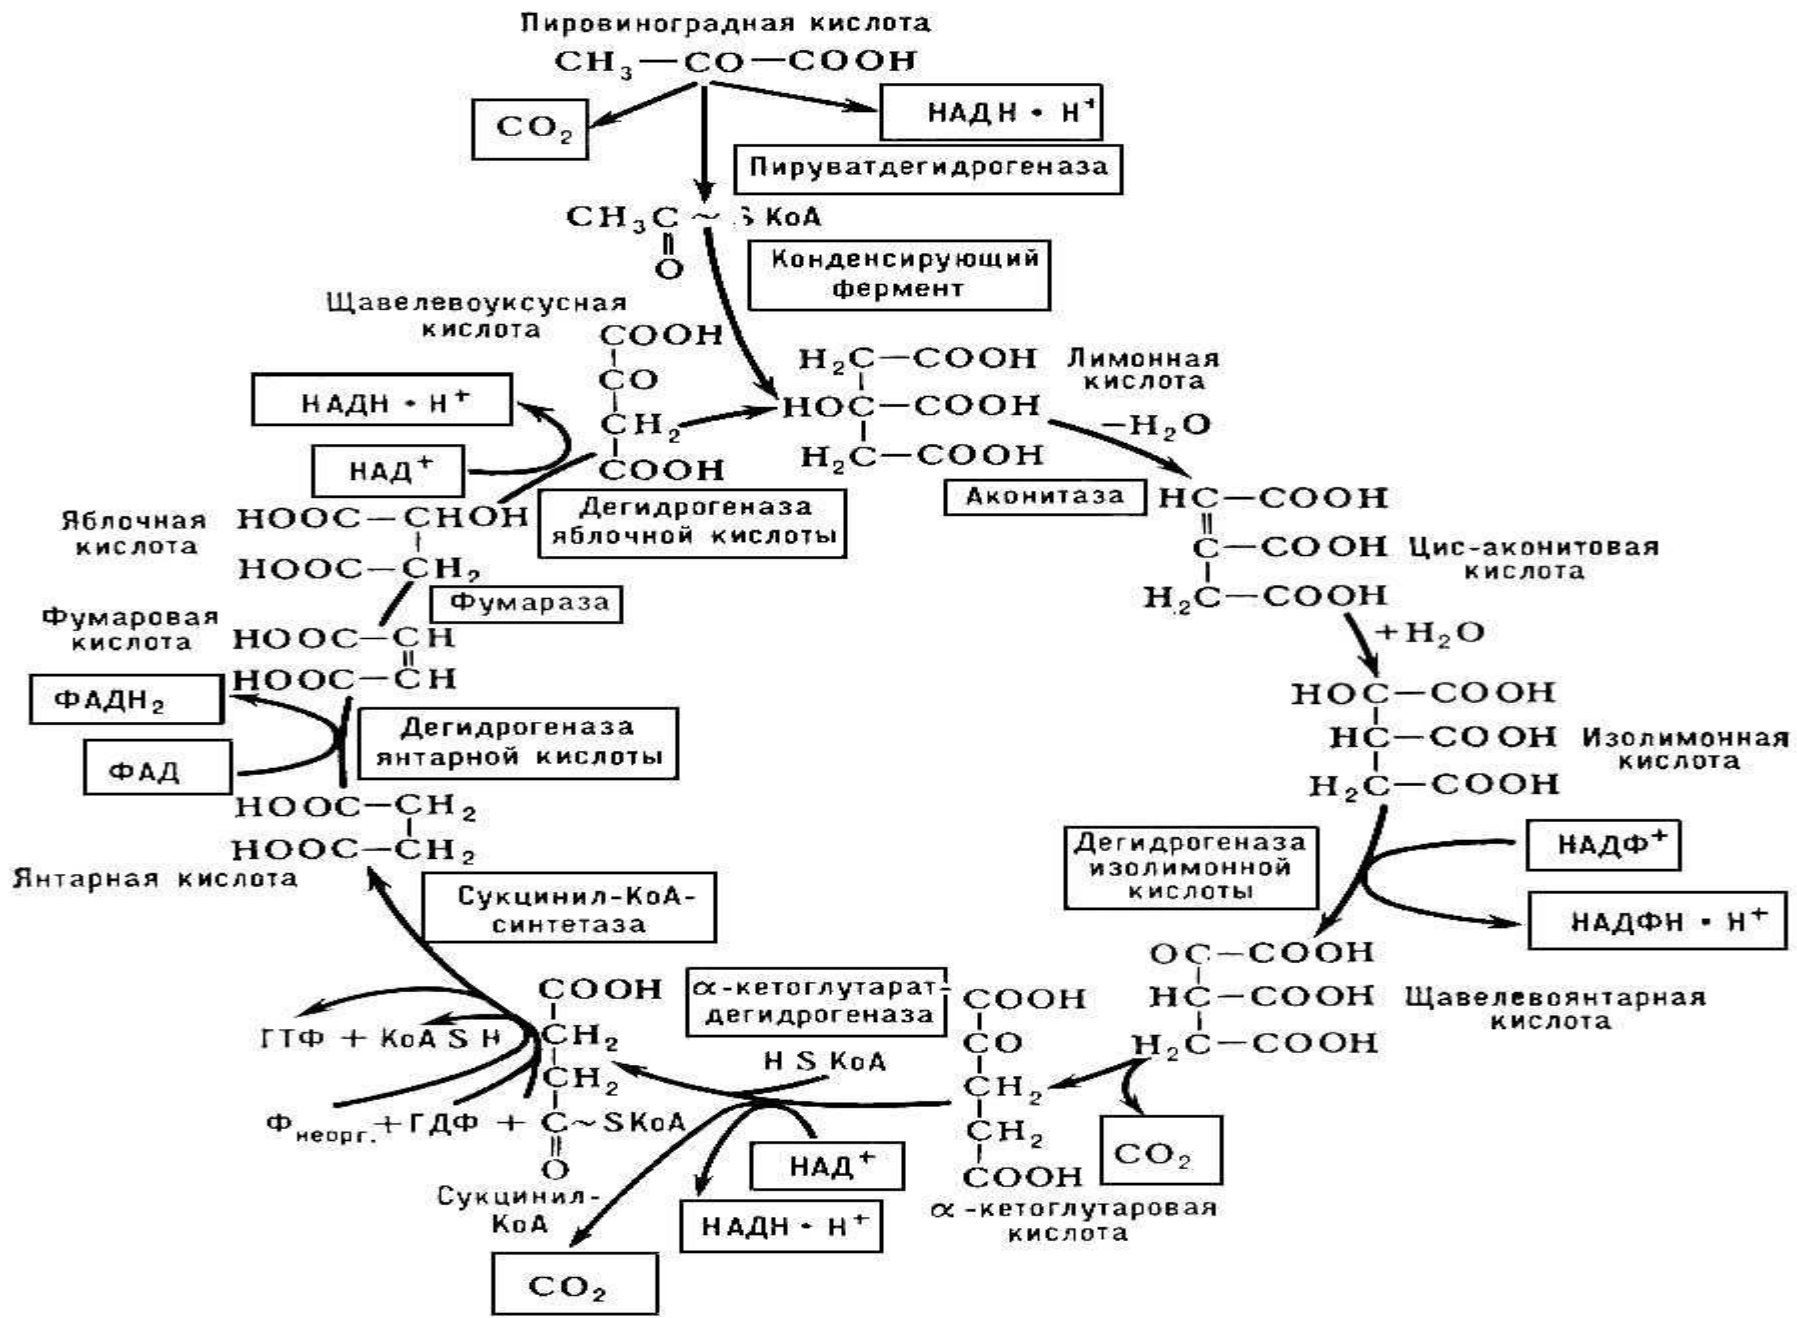 Пировиноградная кислота
CH₃—CO—COOH
CO₂
НАДН • Н⁺
Пируватдегидрогеназа
CH₃C ~ S КоА
O
Конденсирующий
фермент
Щавелевоуксусная
кислота
COOH
CO
CH₂
COOH
H₂C—COOH
HOC—COOH
H₂C—COOH
Лимонная
кислота
—H₂O
НАДН • Н⁺
НАД⁺
Дегидрогеназа
яблочной кислоты
Аконитаза
HC—COOH
C—COOH
H₂C—COOH
Цис-аконитовая
кислота
Яблочная
кислота
HOOC—CHOH
HOOC—CH₂
Фумараза
+H₂O
Фумаровая
кислота
HOOC—CH
HOOC—CH
HOC—COOH
HC—COOH
H₂C—COOH
Изолимонная
кислота
ФАДН₂
ФАД
Дегидрогеназа
янтарной кислоты
HOOC—CH₂
HOOC—CH₂
Янтарная кислота
Дегидрогеназа
изолимонной
кислоты
НАДФ⁺
НАДФН • Н⁺
Сукцинил-КоА-
синтетаза
OC—COOH
HC—COOH
H₂C—COOH
Щавелевоянтарная
кислота
CO₂
α-кетоглутарат-
дегидрогеназа
H S КоА
COOH
CO
CH₂
CH₂
COOH
α-кетоглутаровая
кислота
НАД⁺
НАДН • Н⁺
CO₂
COOH
CH₂
CH₂
C~SКоА
O
Сукцинил-
КоА
ГТФ + КоА S H
Фнеорг. + ГДФ +